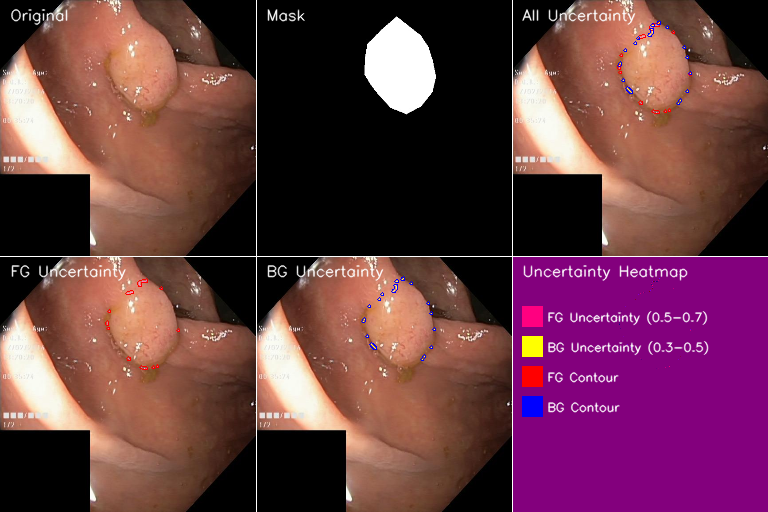 Original
Mask
All Uncertainty
FG Uncertainty
BG Uncertainty
Uncertainty Heatmap
FG Uncertainty (0.5-0.7)
BG Uncertainty (0.3-0.5)
FG Contour
BG Contour